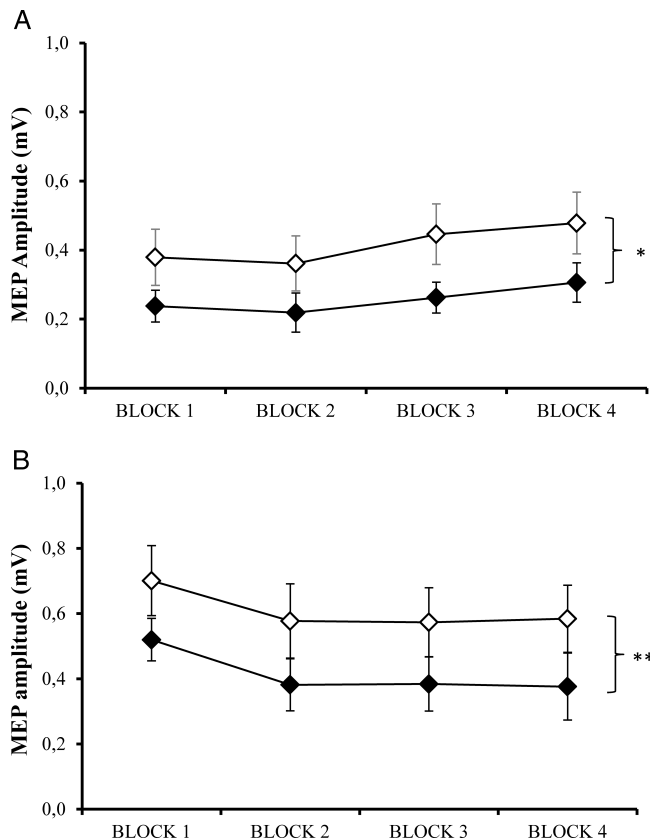 A
MEP Amplitude (mV)
1,0
0,8
0,6
0,4
0,2
0,0
*
BLOCK 1 BLOCK 2 BLOCK 3 BLOCK 4
B
MEP amplitude (mV)
1,0
0,8
0,6
0,4
0,2
0,0
**
BLOCK 1 BLOCK 2 BLOCK 3 BLOCK 4